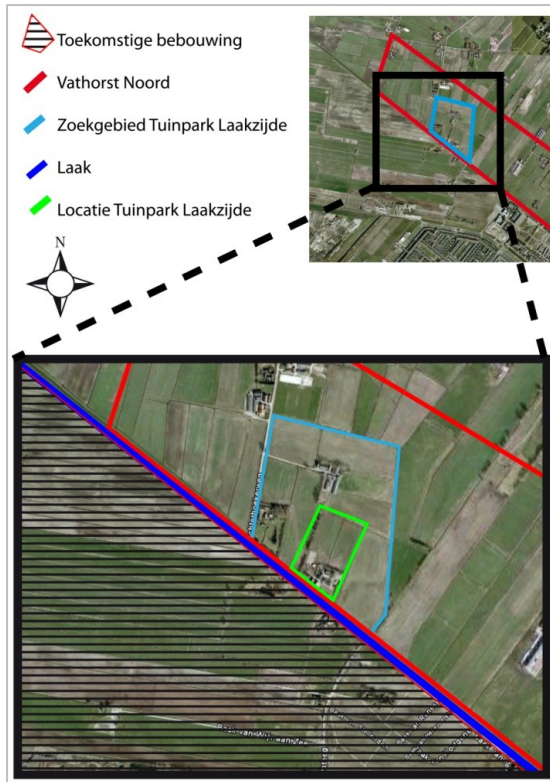 Toekomstige bebouwing
Vathorst Noord
Zoekgebied Tuinpark Laakzijde
Laak
Locatie Tuinpark Laakzijde
N